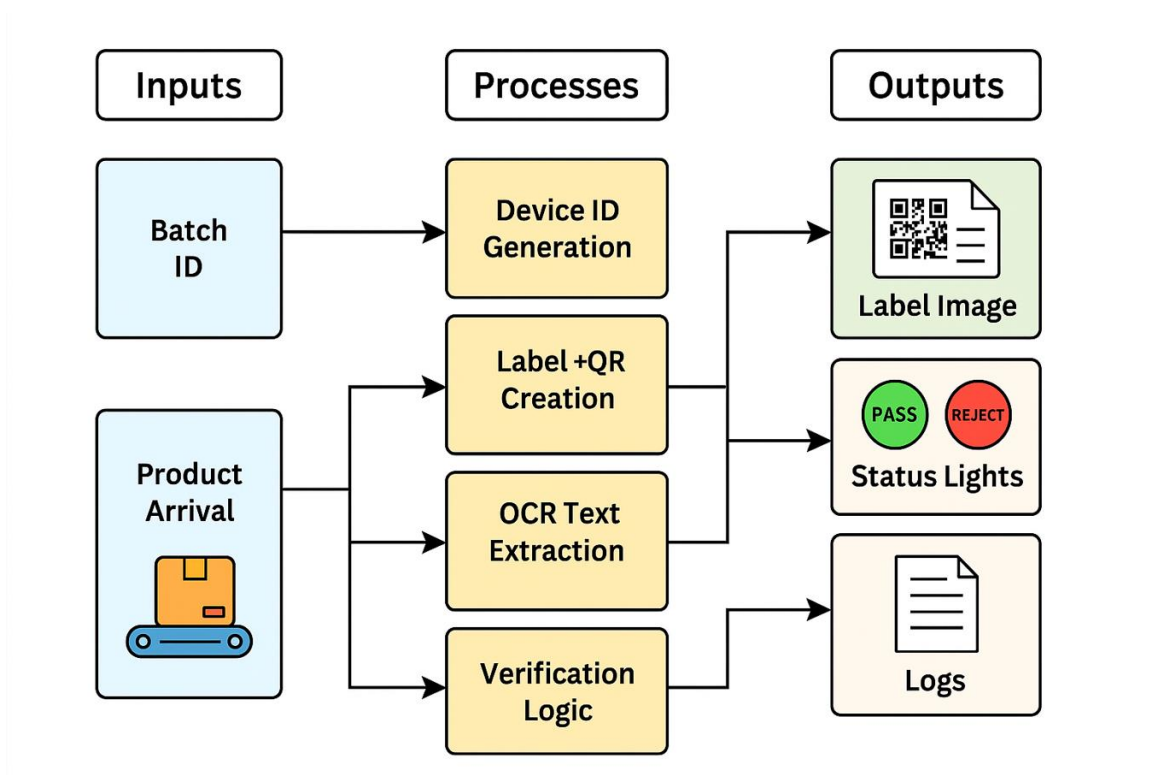 Inputs
Processes
Outputs
Batch
ID
Device ID
Generation
Label Image
Product
Arrival
Label +QR
Creation
PASS
REJECT
Status Lights
OCR Text
Extraction
Verification
Logic
Logs